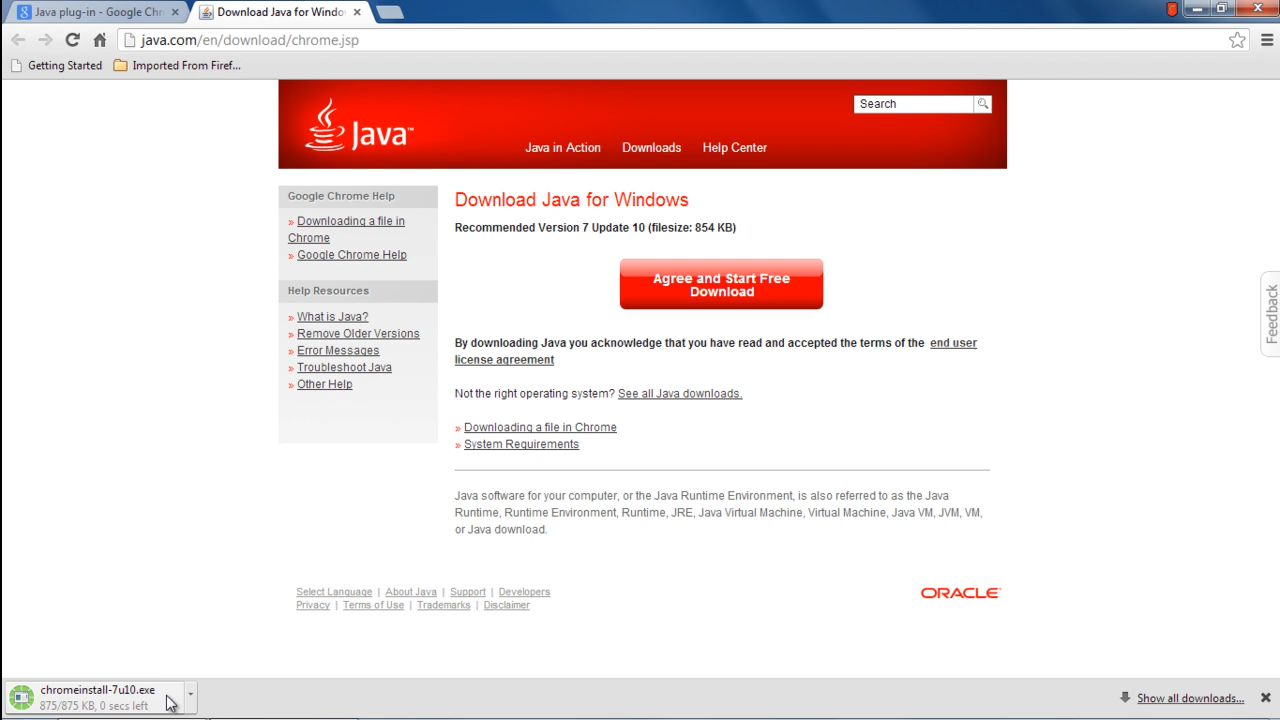 Java plug-in - Google Chr
Download Java for Windo
java.com/en/download/chrome.jsp
Getting Started
Imported From Firef...
Java™
Search
Java in Action
Downloads
Help Center
Google Chrome Help
» Downloading a file in
Chrome
» Google Chrome Help
Help Resources
» What is Java?
» Remove Older Versions
» Error Messages
» Troubleshoot Java
» Other Help
Download Java for Windows
Recommended Version 7 Update 10 (filesize: 854 KB)
Agree and Start Free
Download
By downloading Java you acknowledge that you have read and accepted the terms of the end user
license agreement
Not the right operating system? See all Java downloads.
» Downloading a file in Chrome
» System Requirements
Java software for your computer, or the Java Runtime Environment, is also referred to as the Java
Runtime, Runtime Environment, Runtime, JRE, Java Virtual Machine, Virtual Machine, Java VM, JVM, VM,
or Java download.
Feedback
Select Language | About Java | Support | Developers
Privacy | Terms of Use | Trademarks | Disclaimer
ORACLE
chromeinstall-7u10.exe
875/875 KB, 0 secs left
Show all downloads...